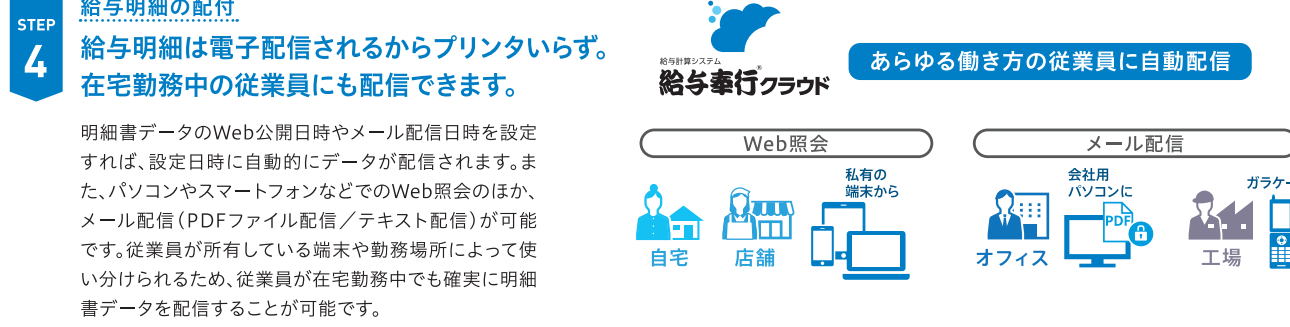 STEP
4
給与明細の配付
給与明細は電子配信されるからプリンタいらず。
在宅勤務中の従業員にも配信できます。
明細書データのWeb公開日時やメール配信日時を設定
すれば、設定日時に自動的にデータが配信されます。ま
た、パソコンやスマートフォンなどでのWeb照会のほか、
メール配信(PDFファイル配信/テキスト配信)が可能
です。従業員が所有している端末や勤務場所によって使
い分けられるため、従業員が在宅勤務中でも確実に明細
書データを配信することが可能です。
給与計算システム
給与奉行クラウド®
あらゆる働き方の従業員に自動配信
Web照会
私有の
端末から
自宅
店舗
メール配信
会社用
パソコンに
PDF
オフィス
ガラケー
工場